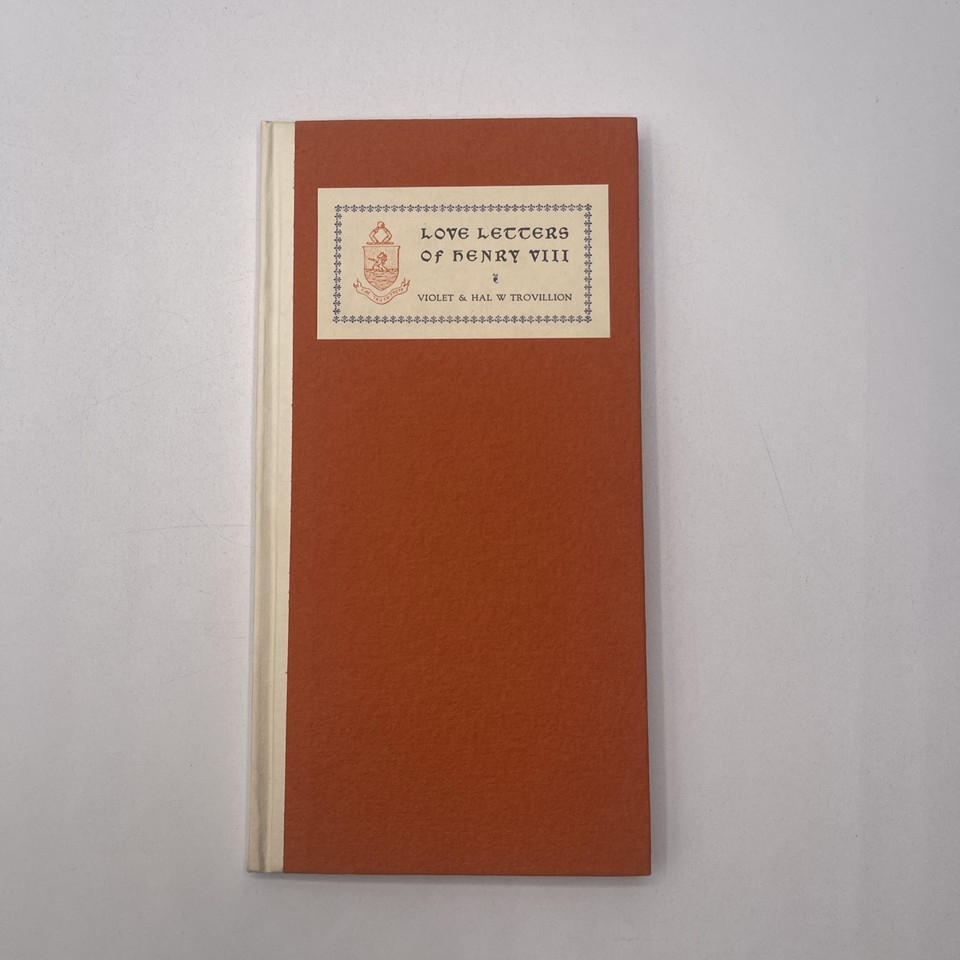 LOVE LETTERS
OF HENRY VIII
VIOLET & HAL W TROVILLION